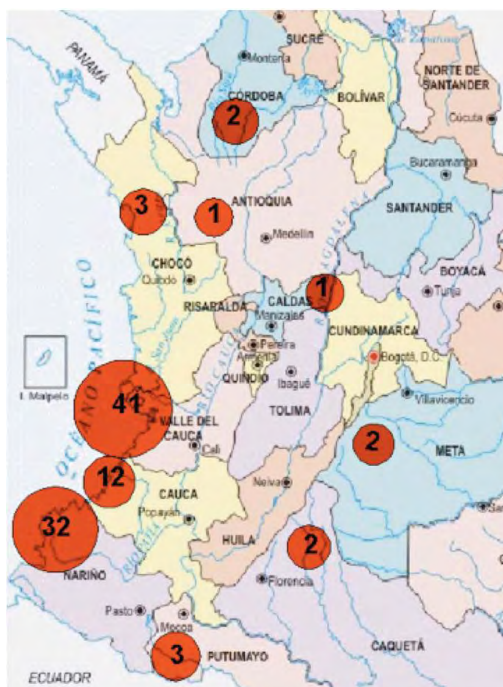 SUCRE
PANAMÁ
Montería
NORTE DE
SANTANDER
CÓRDOBA
BOLÍVAR
2
Cúcuta
Bucaramanga
3
1
ANTIOQUIA
SANTANDER
Medellín
CHOCÓ
BOYACÁ
Quibdó
1
Tunja
RISARALDA
CALDAS
Manizales
CUNDINAMARCA
OCÉANO PACÍFICO
Pereira
Armenia
Bogotá, D.C.
I. Malpelo
QUINDÍO
Ibagué
41
Villavicencio
TOLIMA
VALLE DEL
CAUCA
2
META
Cali
12
Neiva
CAUCA
32
Popayán
2
HUILA
NARIÑO
Florencia
Pasto
Mocoa
CAQUETÁ
3
PUTUMAYO
ECUADOR